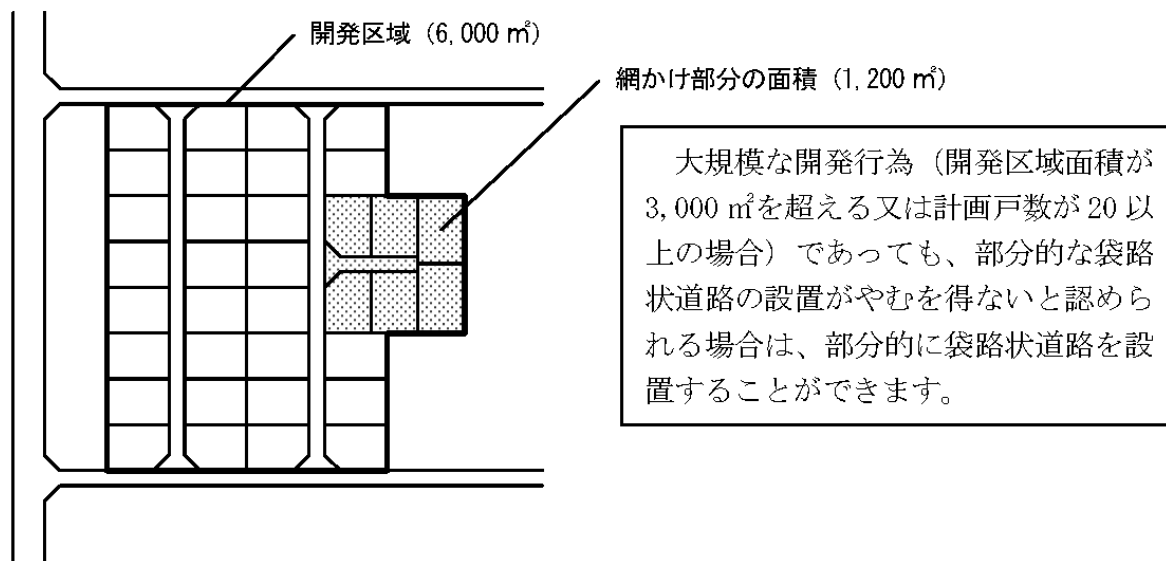 開発区域（6,000 ㎡）
網かけ部分の面積（1,200 ㎡）
　大規模な開発行為（開発区域面積が
3,000 ㎡を超える又は計画戸数が 20 以
上の場合）であっても、部分的な袋路
状道路の設置がやむを得ないと認めら
れる場合は、部分的に袋路状道路を設
置することができます。